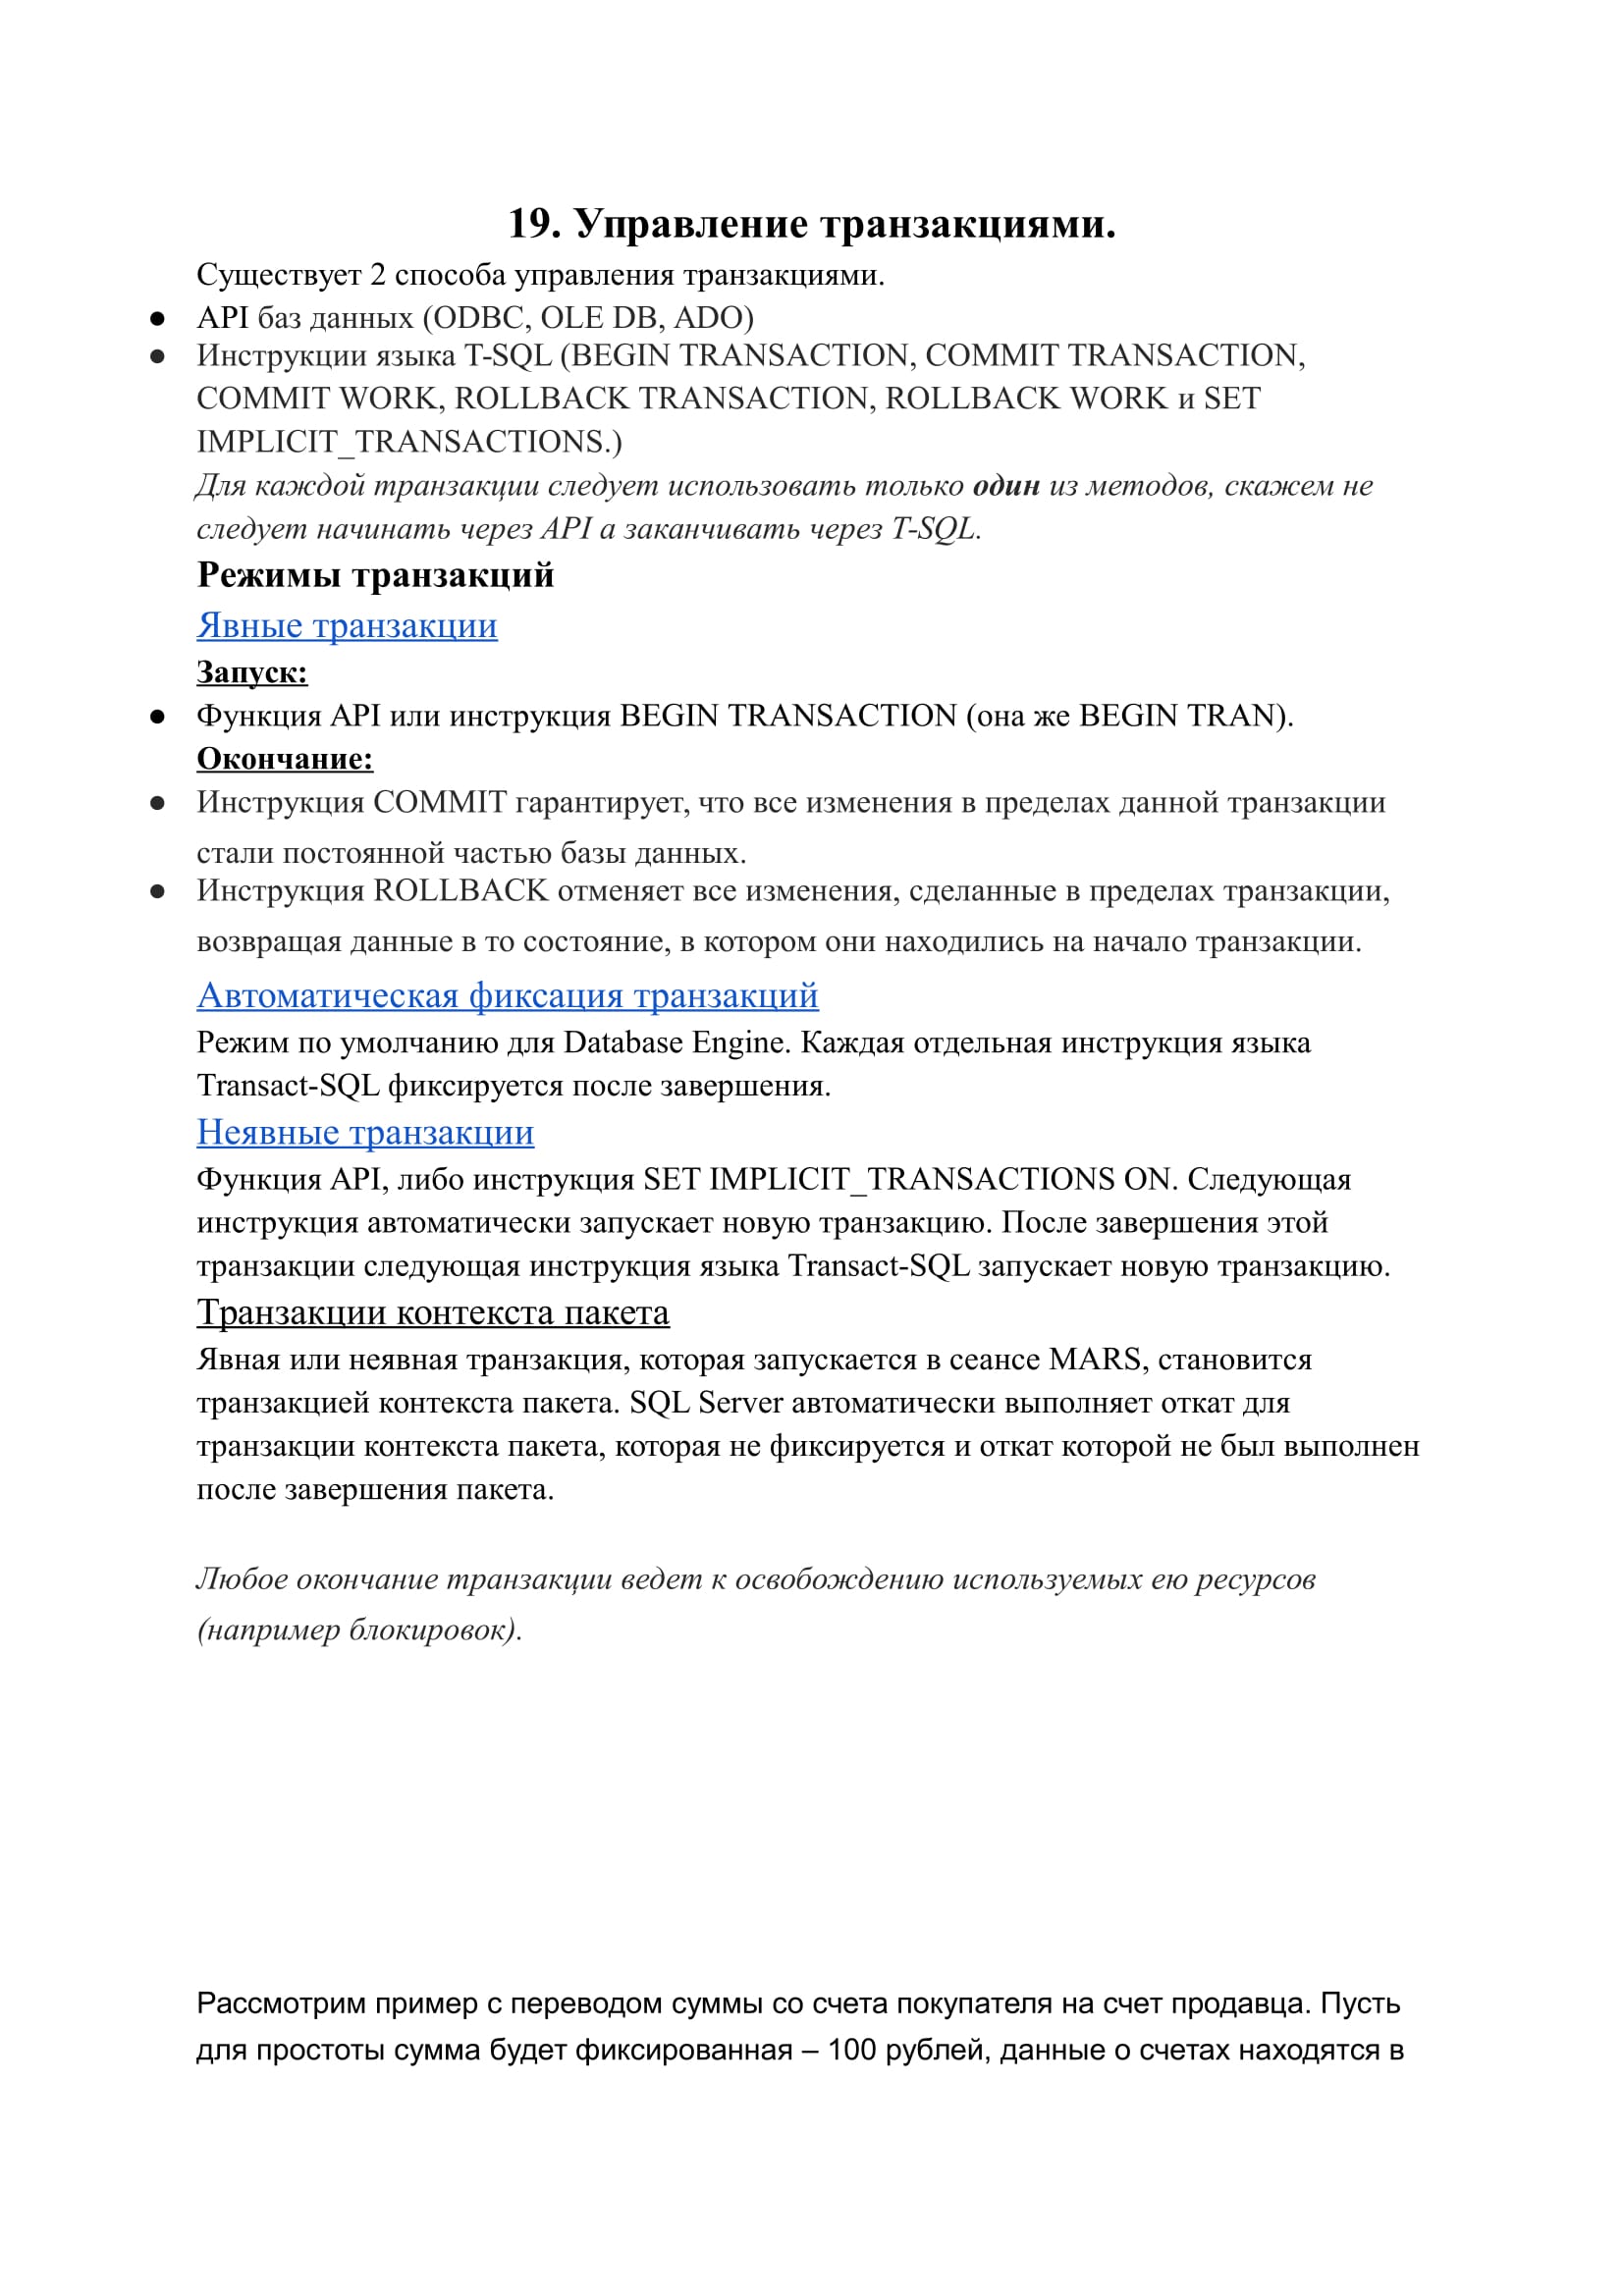 19. Управление транзакциями.
Существует 2 способа управления транзакциями.
● API баз данных (ODBC, OLE DB, ADO)
● Инструкции языка T-SQL (BEGIN TRANSACTION, COMMIT TRANSACTION,
COMMIT WORK, ROLLBACK TRANSACTION, ROLLBACK WORK и SET
IMPLICIT_TRANSACTIONS.)
Для каждой транзакции следует использовать только один из методов, скажем не
следует начинать через API а заканчивать через T-SQL.
Режимы транзакций
Явные транзакции
Запуск:
● Функция API или инструкция BEGIN TRANSACTION (она же BEGIN TRAN).
Окончание:
● Инструкция COMMIT гарантирует, что все изменения в пределах данной транзакции
стали постоянной частью базы данных.
● Инструкция ROLLBACK отменяет все изменения, сделанные в пределах транзакции,
возвращая данные в то состояние, в котором они находились на начало транзакции.
Автоматическая фиксация транзакций
Режим по умолчанию для Database Engine. Каждая отдельная инструкция языка
Transact-SQL фиксируется после завершения.
Неявные транзакции
Функция API, либо инструкция SET IMPLICIT_TRANSACTIONS ON. Следующая
инструкция автоматически запускает новую транзакцию. После завершения этой
транзакции следующая инструкция языка Transact-SQL запускает новую транзакцию.
Транзакции контекста пакета
Явная или неявная транзакция, которая запускается в сеансе MARS, становится
транзакцией контекста пакета. SQL Server автоматически выполняет откат для
транзакции контекста пакета, которая не фиксируется и откат которой не был выполнен
после завершения пакета.
Любое окончание транзакции ведет к освобождению используемых ею ресурсов
(например блокировок).
Рассмотрим пример с переводом суммы со счета покупателя на счет продавца. Пусть
для простоты сумма будет фиксированная – 100 рублей, данные о счетах находятся в